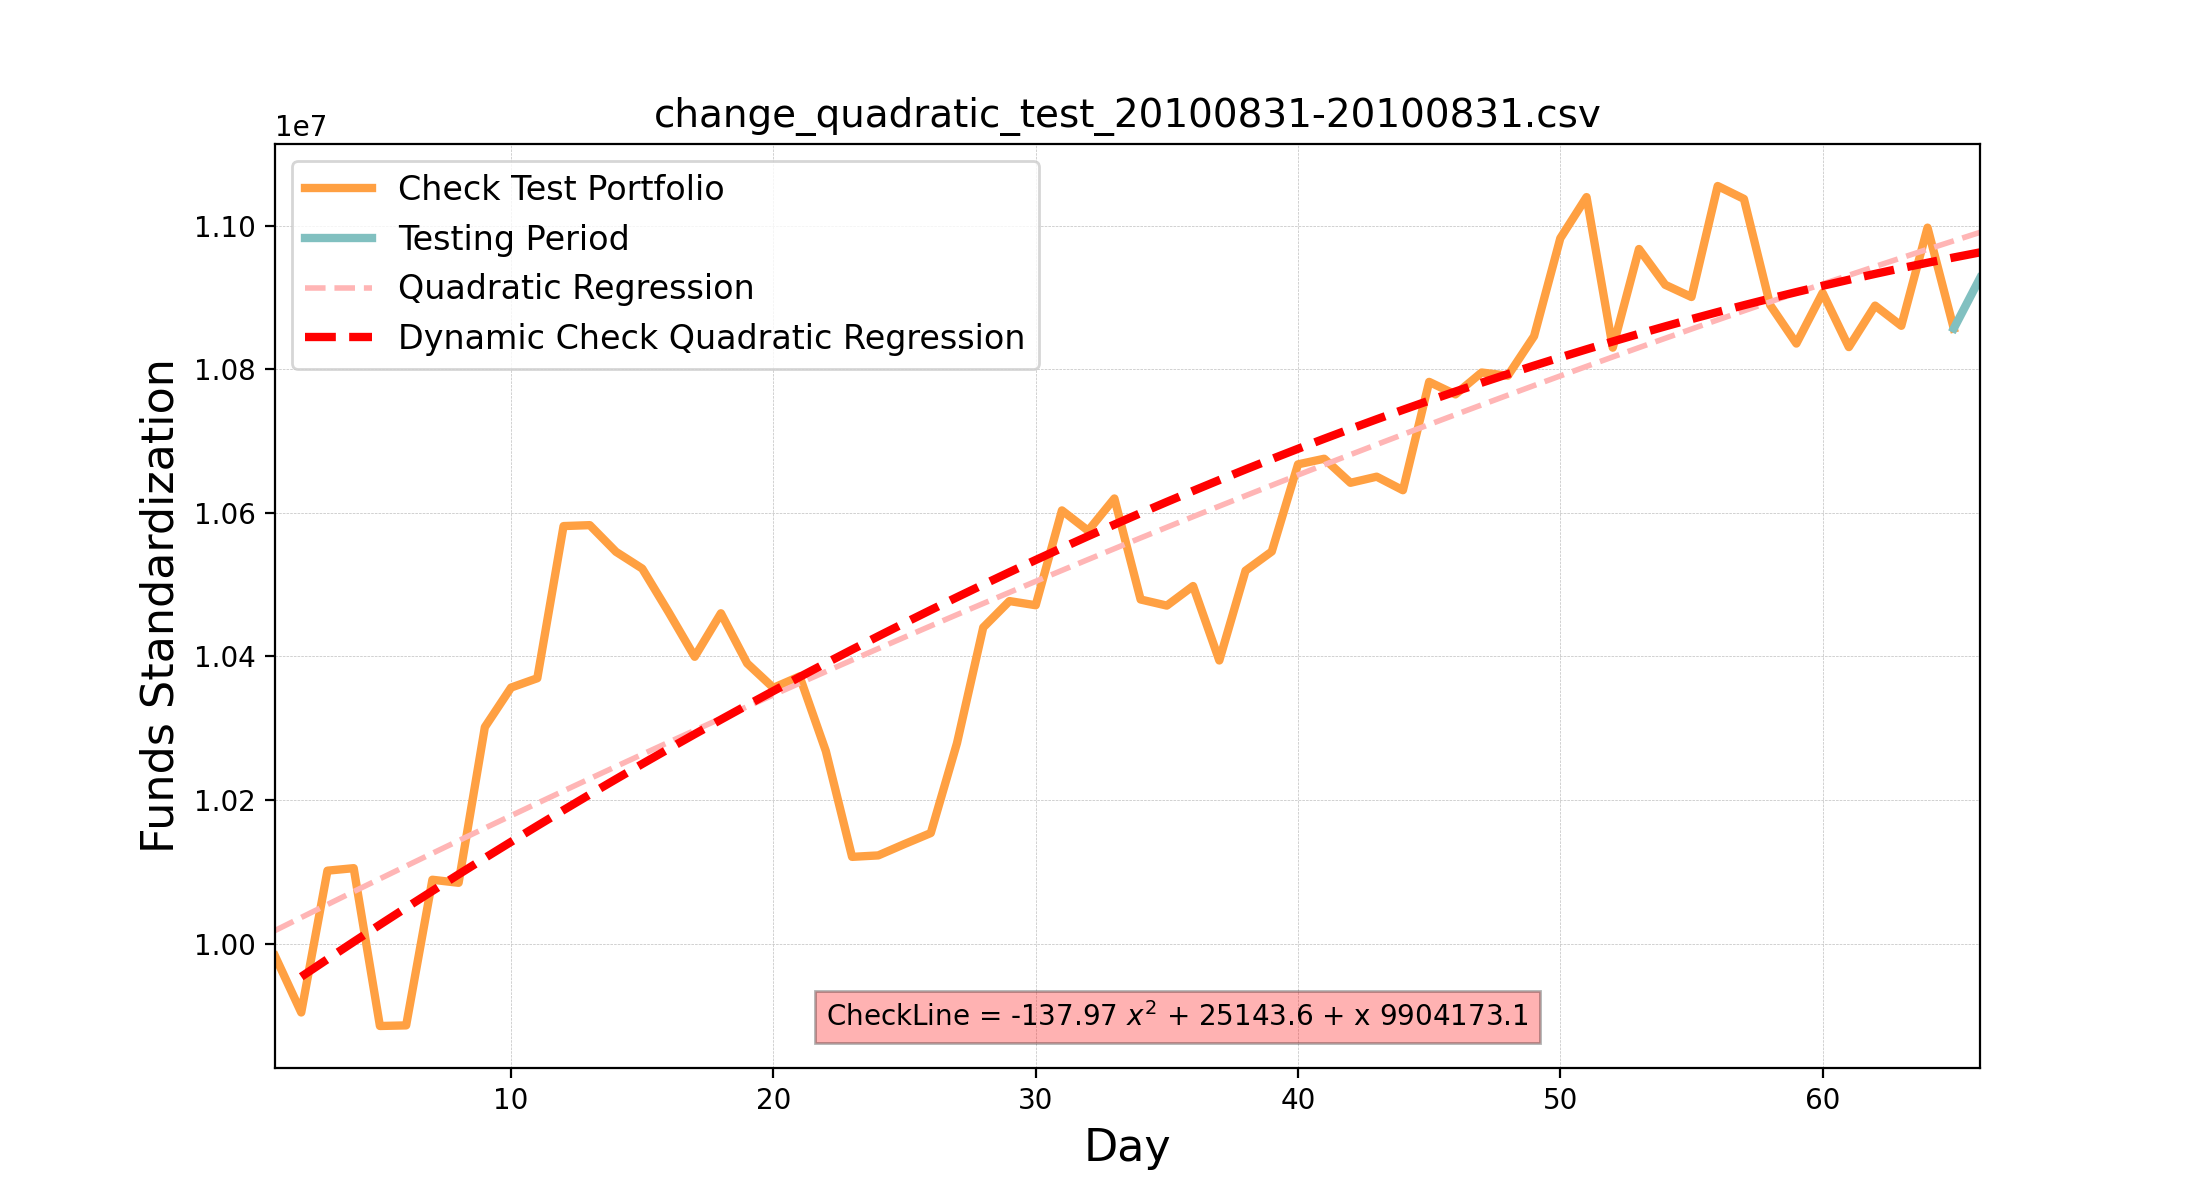 change_quadratic_test_20100831-20100831.csv
1e7
Check Test Portfolio
Testing Period
Quadratic Regression
Dynamic Check Quadratic Regression
1.10
1.08
1.06
1.04
1.02
1.00
Funds Standardization
CheckLine = -137.97 x² + 25143.6 + x 9904173.1
10 20 30 40 50 60
Day